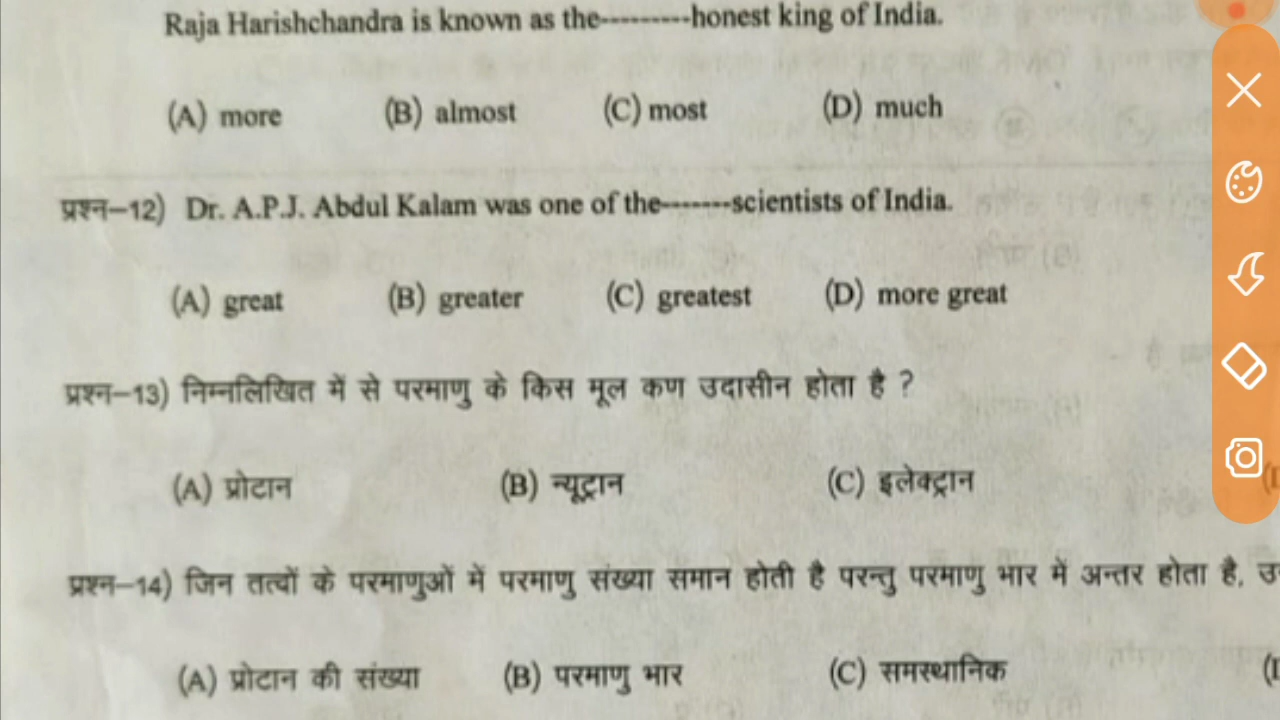 Raja Harishchandra is known as the---------honest king of India.
(A) more (B) almost (C) most (D) much
प्रश्न-12) Dr. A.P.J. Abdul Kalam was one of the-------scientists of India.
(A) great (B) greater (C) greatest (D) more great
प्रश्न-13) निम्नलिखित में से परमाणु के किस मूल कण उदासीन होता है ?
(A) प्रोटान (B) न्यूट्रान (C) इलेक्ट्रान
प्रश्न-14) जिन तत्वों के परमाणुओं में परमाणु संख्या समान होती है परन्तु परमाणु भार में अन्तर होता है,
(A) प्रोटान की संख्या (B) परमाणु भार (C) समस्थानिक